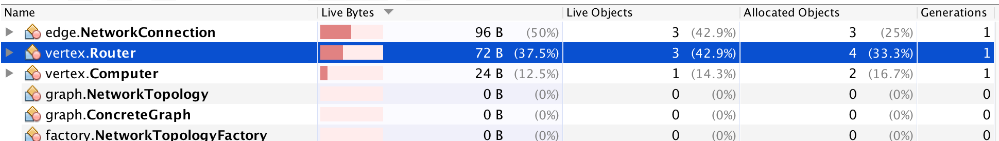 Name Live Bytes Live Objects Allocated Objects Generations
edge.NetworkConnection 96 B (50%) 3 (42.9%) 3 (25%) 1
vertex.Router 72 B (37.5%) 3 (42.9%) 4 (33.3%) 1
vertex.Computer 24 B (12.5%) 1 (14.3%) 2 (16.7%) 1
graph.NetworkTopology 0 B (0%) 0 (0%) 0 (0%) 0
graph.ConcreteGraph 0 B (0%) 0 (0%) 0 (0%) 0
factory.NetworkTopologyFactory 0 B (0%) 0 (0%) 0 (0%) 0